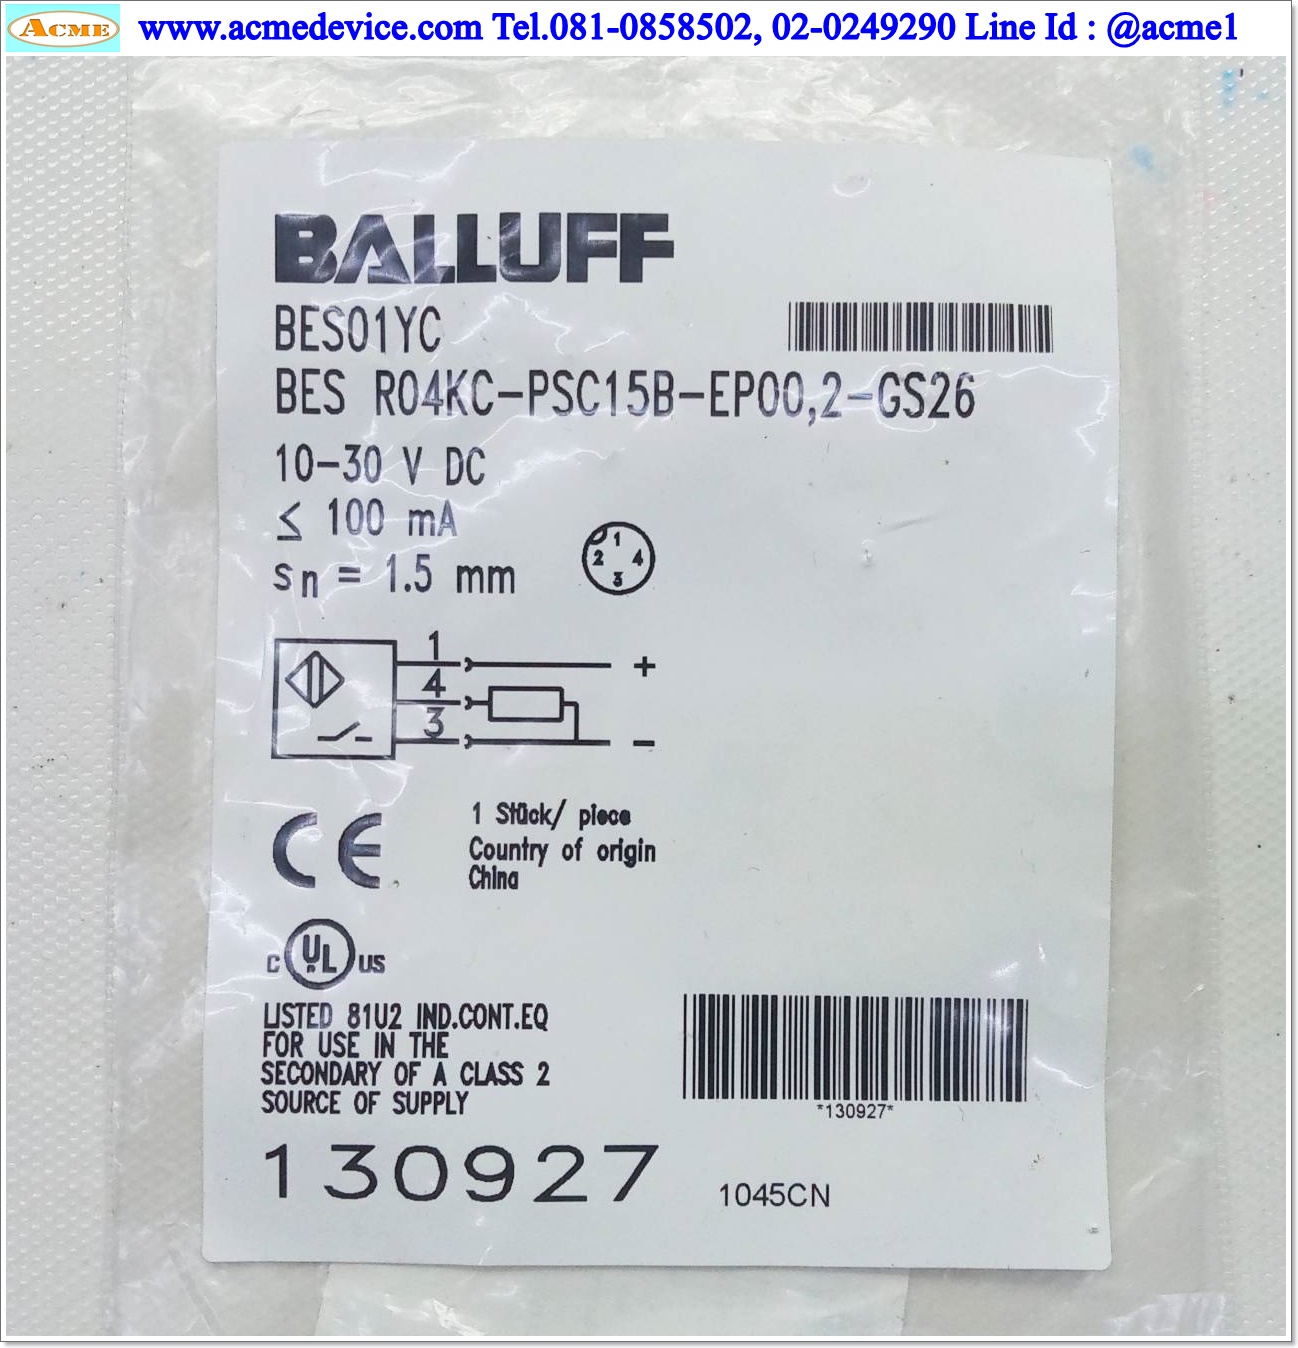 ACME www.acmedevice.com Tel.081-0858502, 02-0249290 Line Id : @acme1
BALLUFF
BES01YC
BES R04KC-PSC15B-EP00,2-GS26
10-30 V DC
≤ 100 mA
sn = 1.5 mm
1
2 4
3
1
+
4
3
-
CE
1 Stück/ piece
Country of origin
China
C UL US
LISTED 81U2 IND.CONT.EQ
FOR USE IN THE
SECONDARY OF A CLASS 2
SOURCE OF SUPPLY
*130927*
130927
1045CN